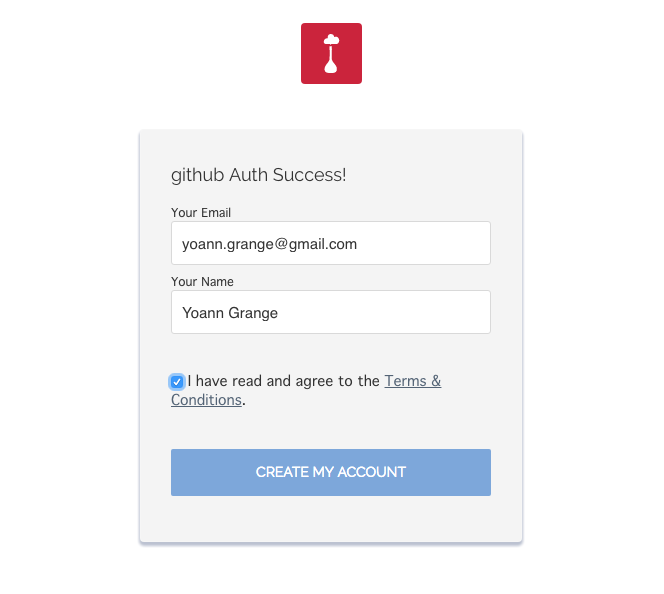 github Auth Success!
Your Email
yoann.grange@gmail.com
Your Name
Yoann Grange
I have read and agree to the Terms &
Conditions.
CREATE MY ACCOUNT